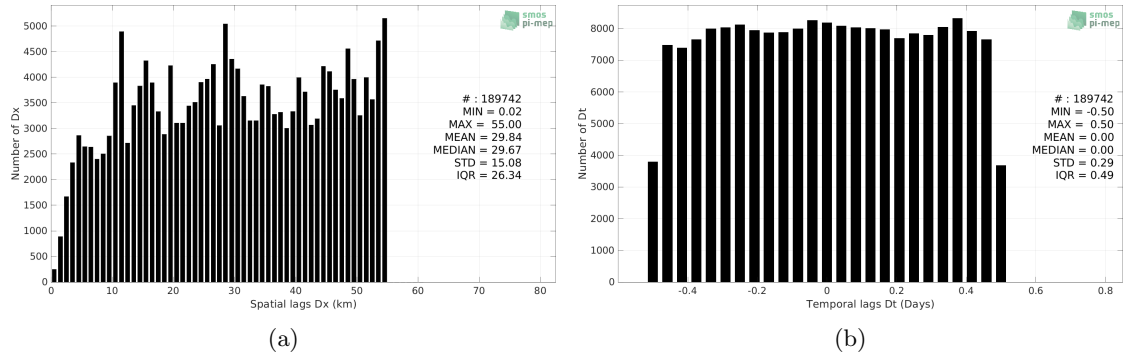 smos
pi-mep
5000
4500
4000
3500
3000
2500
2000
1500
1000
500
0
Number of Dx
# : 189742
MIN = 0.02
MAX = 55.00
MEAN = 29.84
MEDIAN = 29.67
STD = 15.08
IQR = 26.34
0 10 20 30 40 50 60 70 80
Spatial lags Dx (km)
(a)
smos
pi-mep
8000
7000
6000
5000
4000
3000
2000
1000
0
Number of Dt
# : 189742
MIN = -0.50
MAX = 0.50
MEAN = 0.00
MEDIAN = 0.00
STD = 0.29
IQR = 0.49
-0.4 -0.2 0 0.2 0.4 0.6 0.8
Temporal lags Dt (Days)
(b)